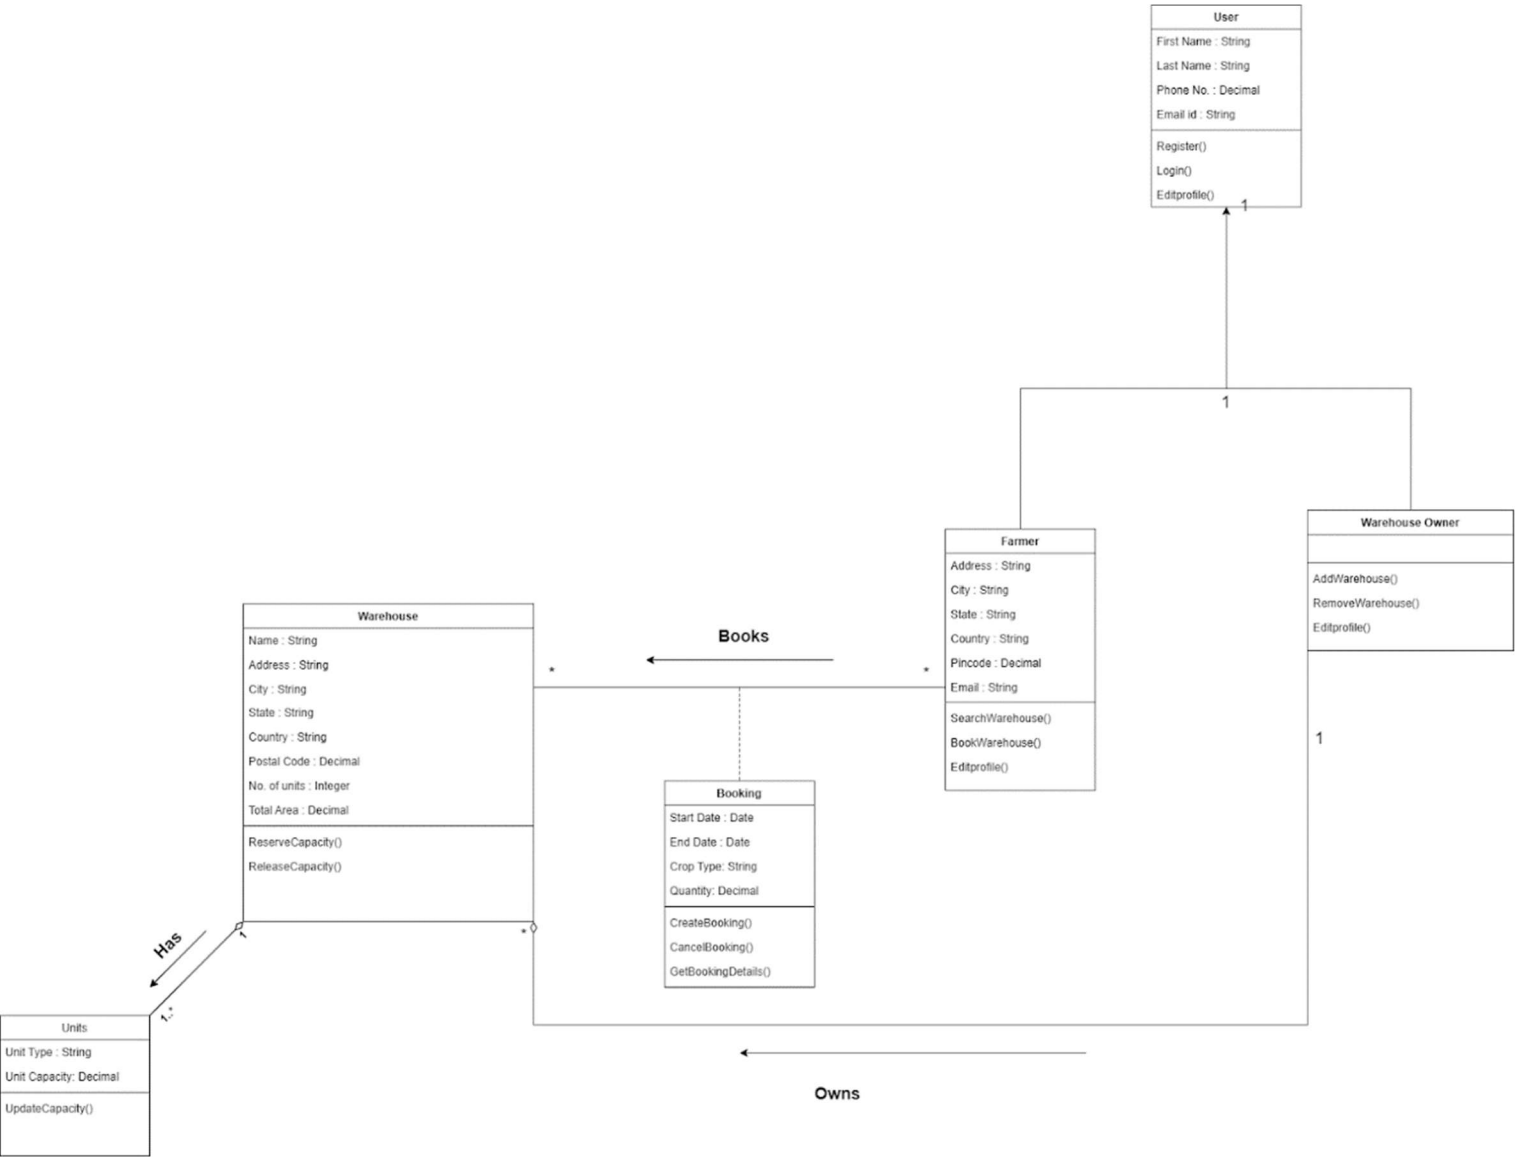 User
First Name : String
Last Name : String
Phone No. : Decimal
Email id : String
Register()
Login()
Editprofile()
1
1
Farmer
Address : String
City : String
State : String
Country : String
Pincode : Decimal
Email : String
SearchWarehouse()
BookWarehouse()
Editprofile()
Warehouse Owner
AddWarehouse()
RemoveWarehouse()
Editprofile()
1
Books
*
*
Warehouse
Name : String
Address : String
City : String
State : String
Country : String
Postal Code : Decimal
No. of units : Integer
Total Area : Decimal
ReserveCapacity()
ReleaseCapacity()
Booking
Start Date : Date
End Date : Date
Crop Type: String
Quantity: Decimal
CreateBooking()
CancelBooking()
GetBookingDetails()
*
1
Has
1..*
Units
Unit Type : String
Unit Capacity: Decimal
UpdateCapacity()
Owns